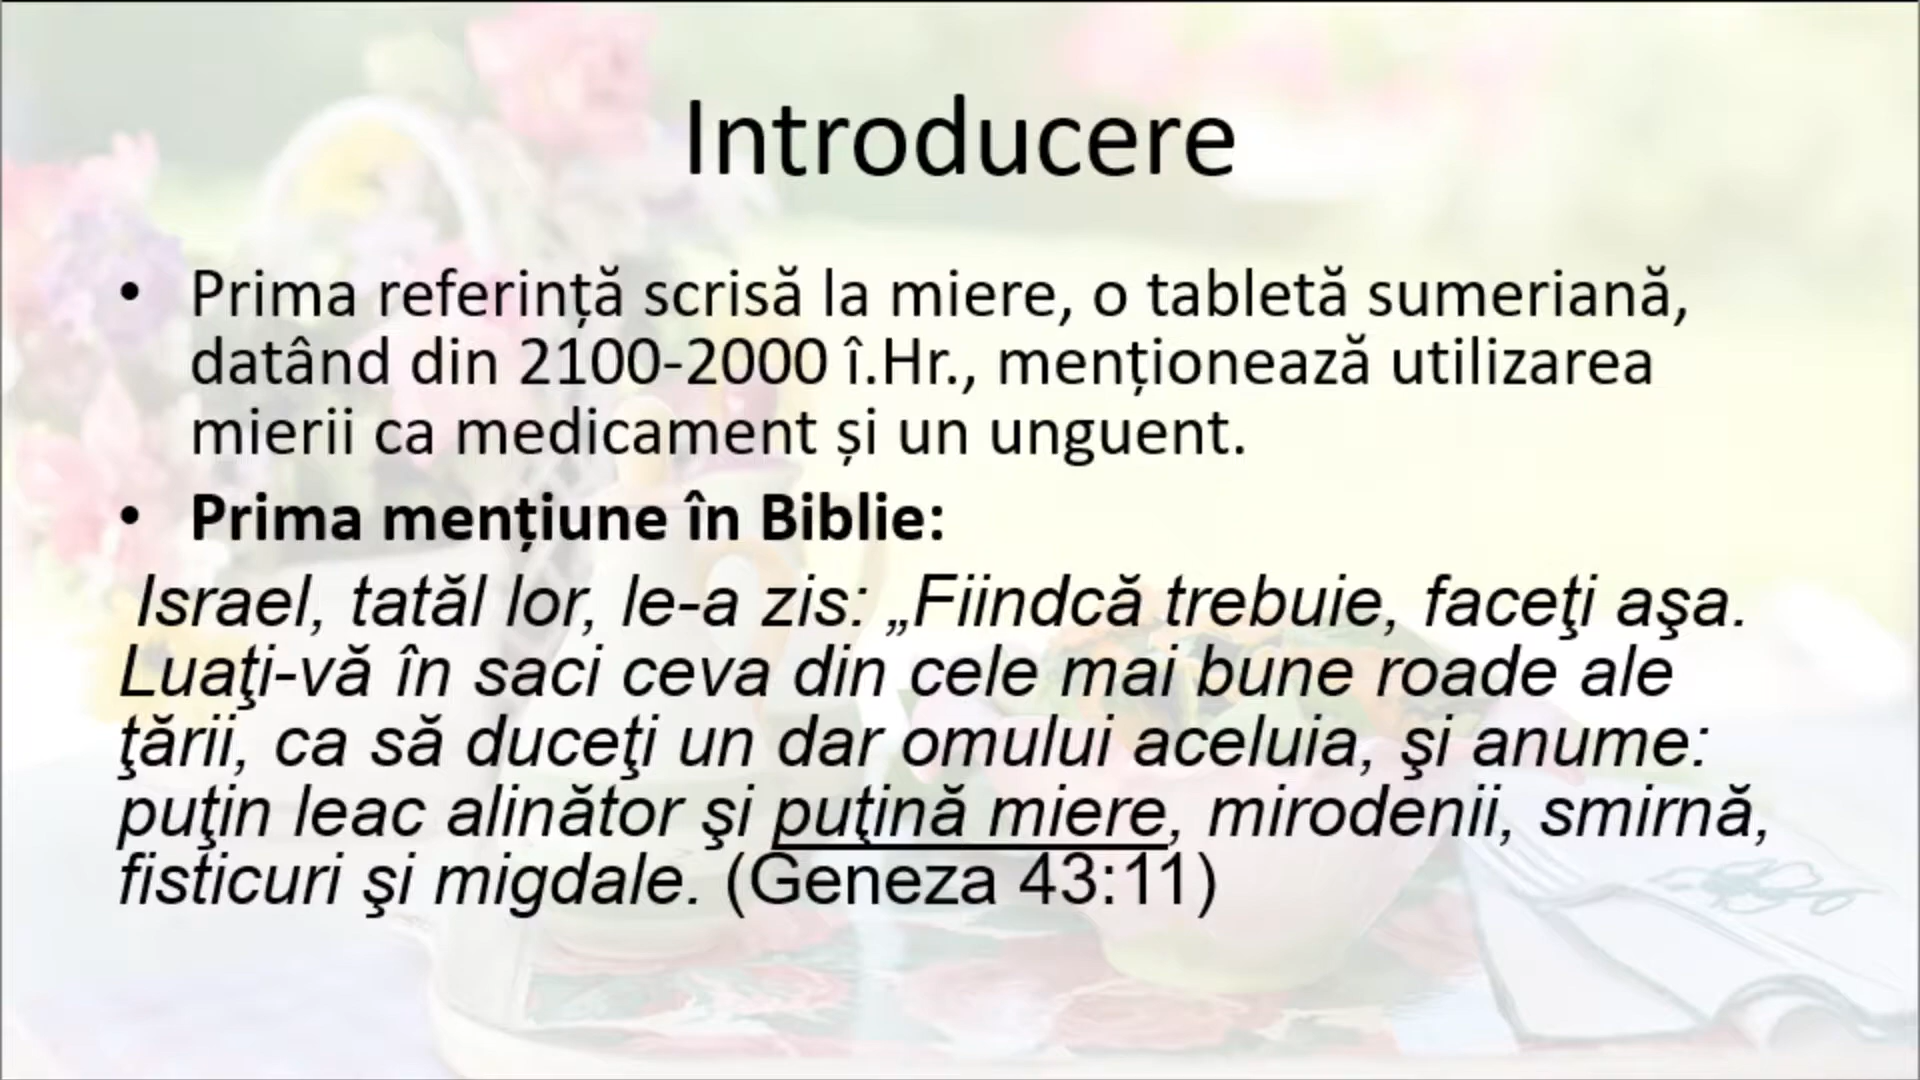 Introducere
• Prima referință scrisă la miere, o tabletă sumeriană,
datând din 2100-2000 î.Hr., menționează utilizarea
mierii ca medicament și un unguent.
• Prima mențiune în Biblie:
Israel, tatăl lor, le-a zis: „Fiindcă trebuie, faceţi aşa.
Luaţi-vă în saci ceva din cele mai bune roade ale
ţării, ca să duceţi un dar omului aceluia, şi anume:
puţin leac alinător şi puţină miere, mirodenii, smirnă,
fisticuri şi migdale. (Geneza 43:11)